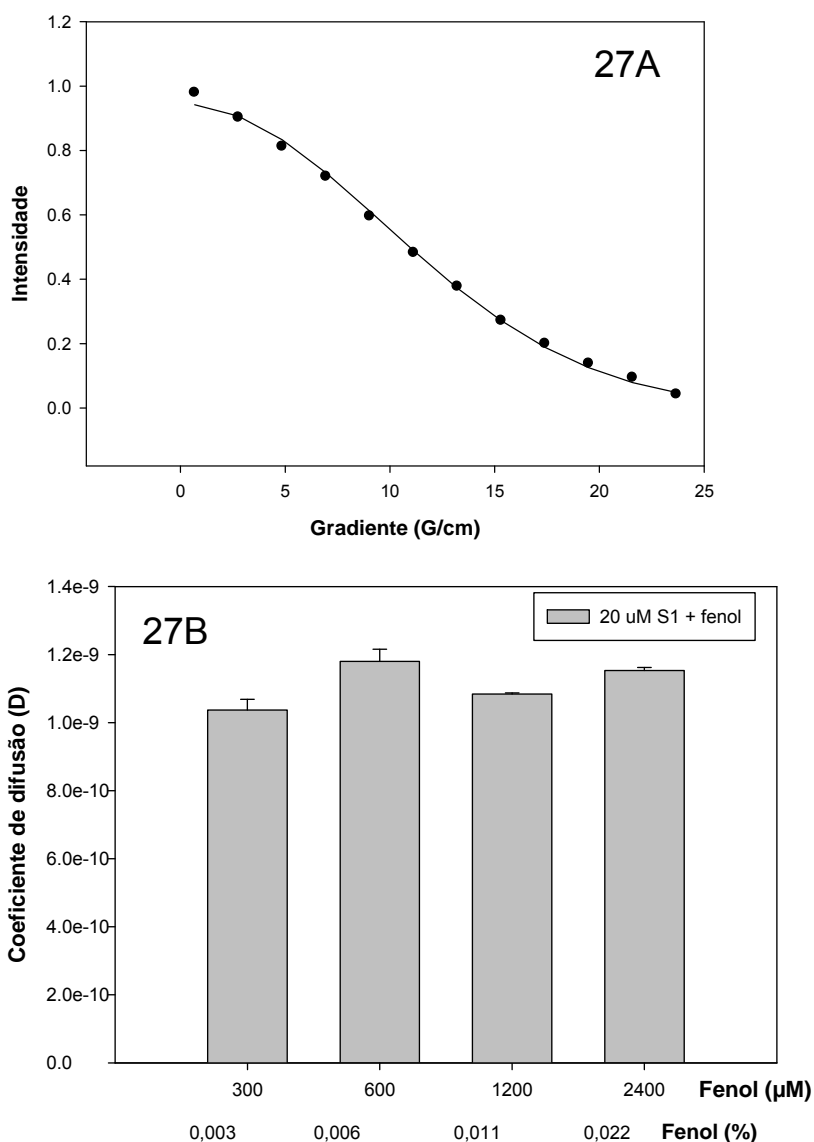 1.2
27A
1.0
0.8
0.6
0.4
0.2
0.0
Intensidade
0 5 10 15 20 25
Gradiente (G/cm)
1.4e-9
27B
20 uM S1 + fenol
1.2e-9
1.0e-9
8.0e-10
6.0e-10
4.0e-10
2.0e-10
0.0
Coeficiente de difusão (D)
300 600 1200 2400 Fenol (µM)
0,003 0,006 0,011 0,022 Fenol (%)